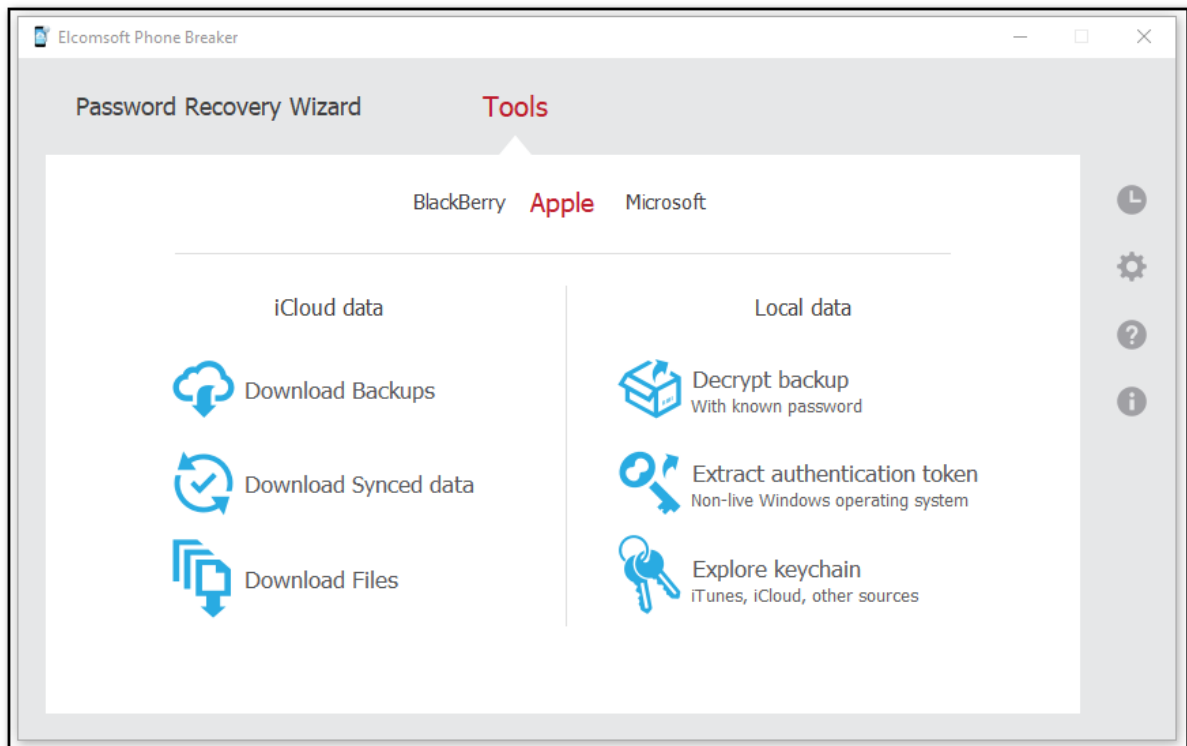 Elcomsoft Phone Breaker
Password Recovery Wizard Tools
BlackBerry Apple Microsoft
iCloud data
Download Backups
Download Synced data
Download Files
Local data
Decrypt backup
With known password
Extract authentication token
Non-live Windows operating system
Explore keychain
iTunes, iCloud, other sources